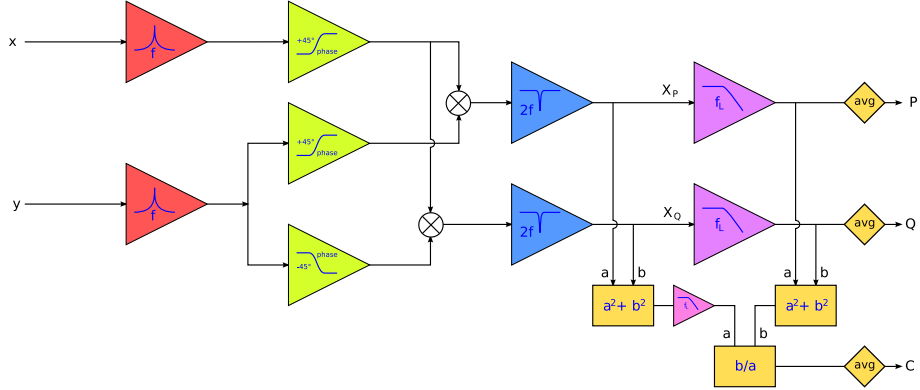 x
f
+45°
phase
+45°
phase
X_P
2f
f_L
avg
P
y
f
phase
-45°
X_Q
2f
f_L
avg
Q
a
b
a
b
a²+ b²
f_L
a²+ b²
a
b
b/a
avg
C